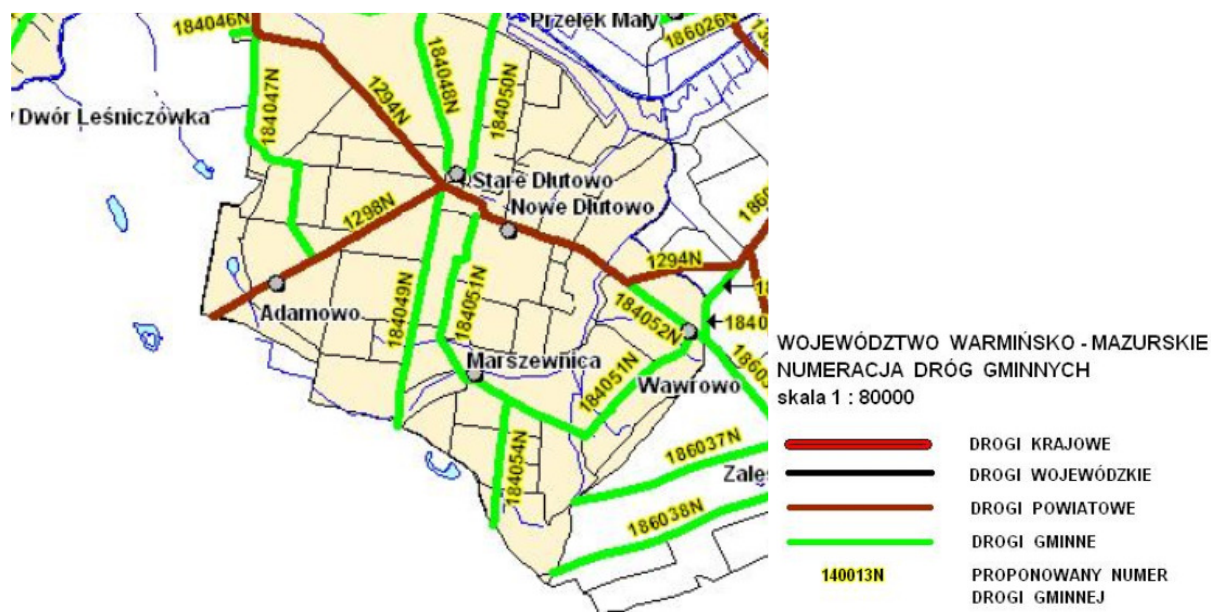 184046N
Przełęk Mały
186026N
184048N
184050N
184047N
1294N
Dwór Leśniczówka
Stare Dłutowo
Nowe Dłutowo
1298N
1294N
184049N
184051N
184052N
Adamowo
Marszewnica
184051N
Wawrowo
184054N
186037N
186038N
WOJEWÓDZTWO WARMIŃSKO - MAZURSKIE
NUMERACJA DRÓG GMINNYCH
skala 1 : 80000
DROGI KRAJOWE
DROGI WOJEWÓDZKIE
DROGI POWIATOWE
DROGI GMINNE
140013N
PROPONOWANY NUMER
DROGI GMINNEJ